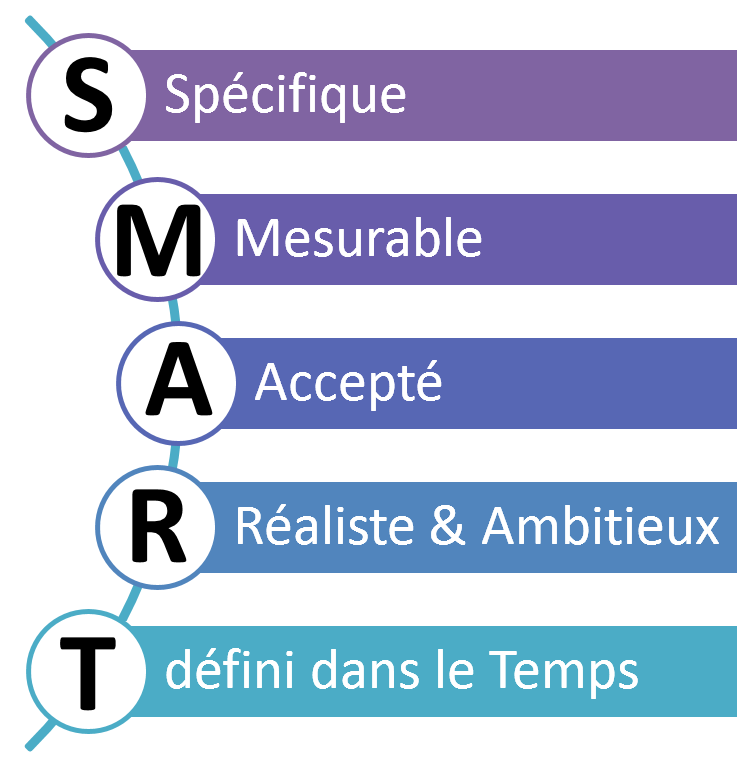 S Spécifique
M Mesurable
A Accepté
R Réaliste & Ambitieux
T défini dans le Temps